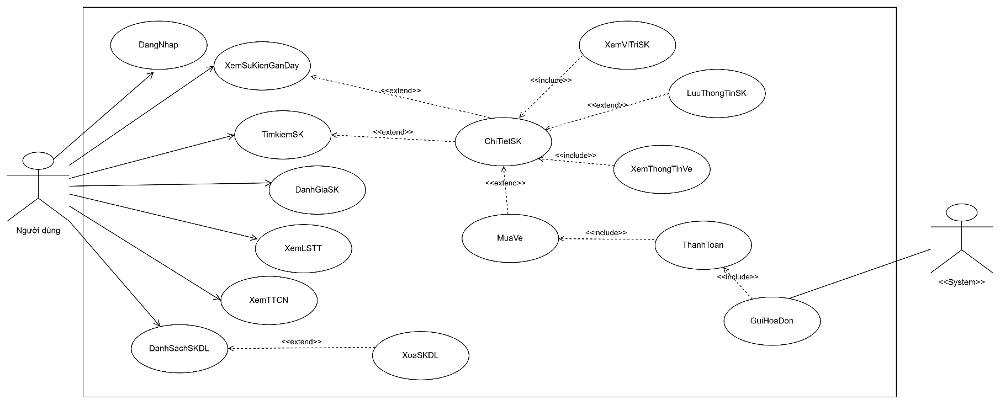 DangNhap
XemViTriSK
XemSuKienGanDay
<<include>>
<<extend>>
LuuThongTinSK
<<extend>>
TimkiemSK
<<extend>>
ChiTietSK
<<include>>
XemThongTinVe
<<extend>>
DanhGiaSK
Người dùng
<<include>>
MuaVe
ThanhToan
XemLSTT
<<include>>
<<System>>
XemTTCN
GuiHoaDon
<<extend>>
DanhSachSKDL
XoaSKDL